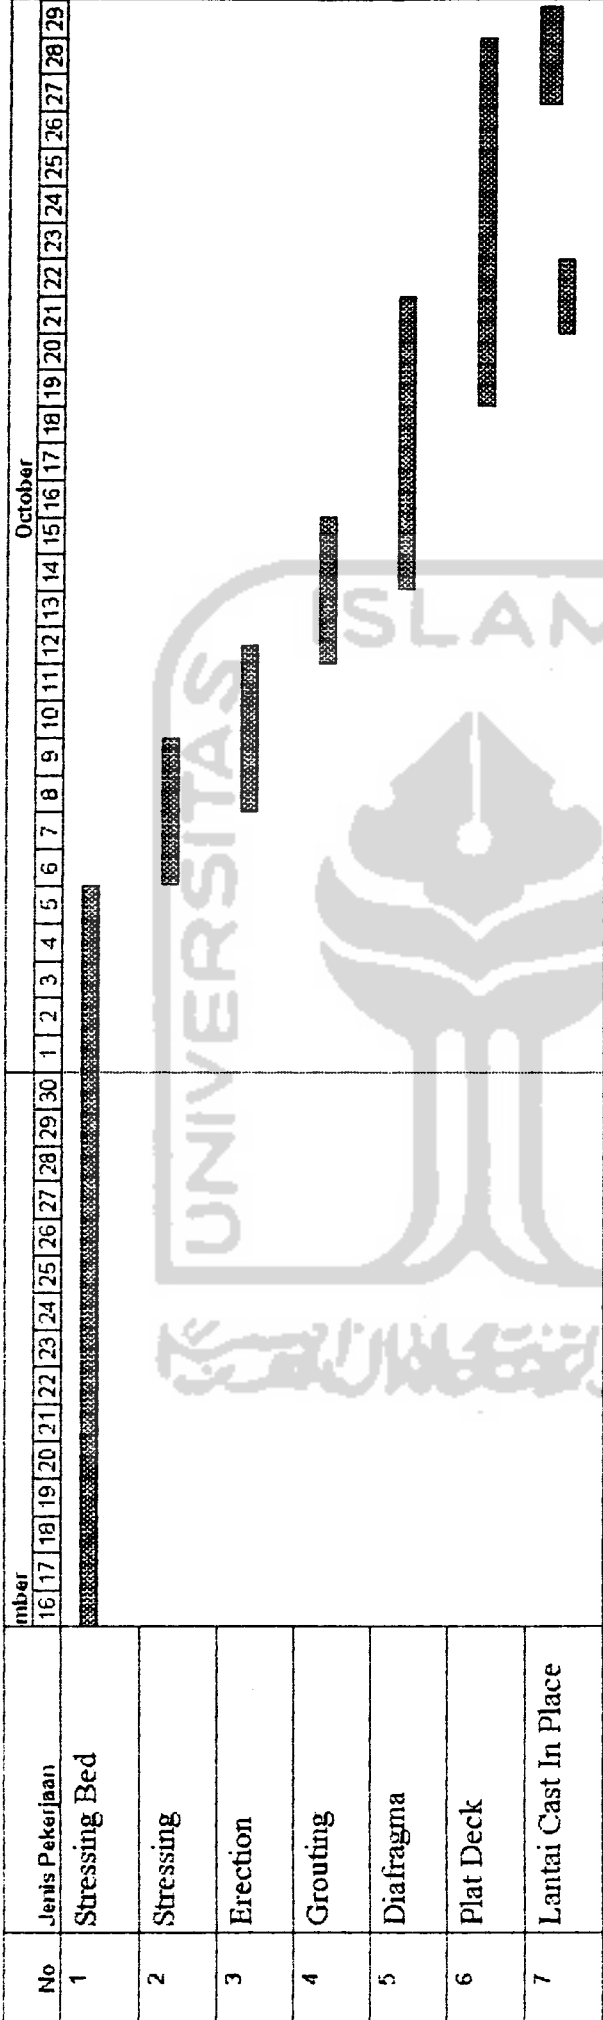 mber October
No Jenis Pekerjaan 16 17 18 19 20 21 22 23 24 25 26 27 28 29 30 1 2 3 4 5 6 7 8 9 10 11 12 13 14 15 16 17 18 19 20 21 22 23 24 25 26 27 28 29
1 Stressing Bed
2 Stressing
3 Erection
4 Grouting
5 Diafragma
6 Plat Deck
7 Lantai Cast In Place
UNIVERSITAS
ISLAM